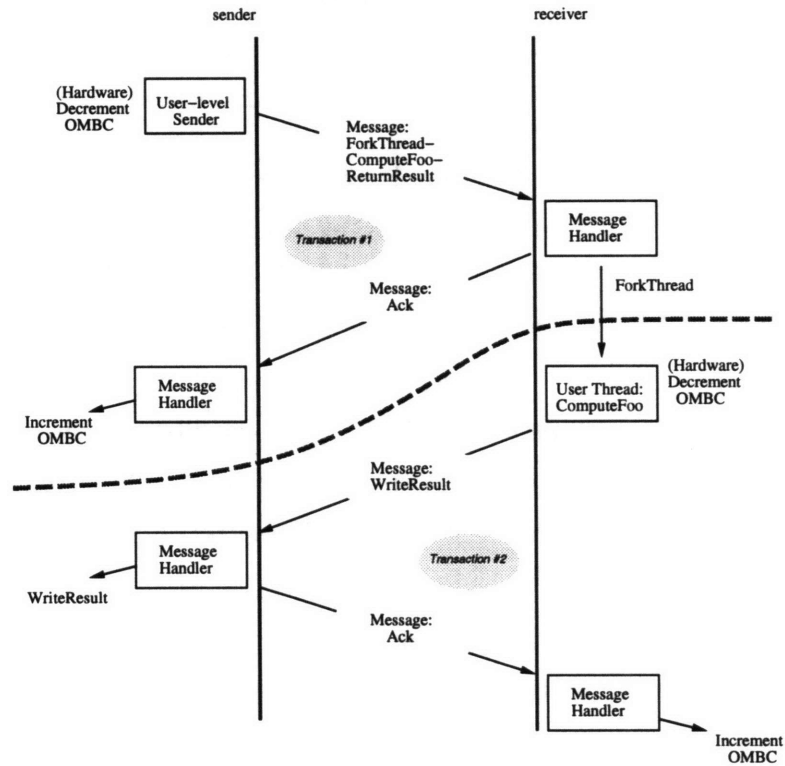 sender
receiver
(Hardware)
Decrement
OMBC
User-level
Sender
Message:
ForkThread-
ComputeFoo-
ReturnResult
Message
Handler
Transaction #1
ForkThread
Message:
Ack
Message
Handler
Increment
OMBC
User Thread:
ComputeFoo
(Hardware)
Decrement
OMBC
Message:
WriteResult
Message
Handler
Transaction #2
WriteResult
Message:
Ack
Message
Handler
Increment
OMBC